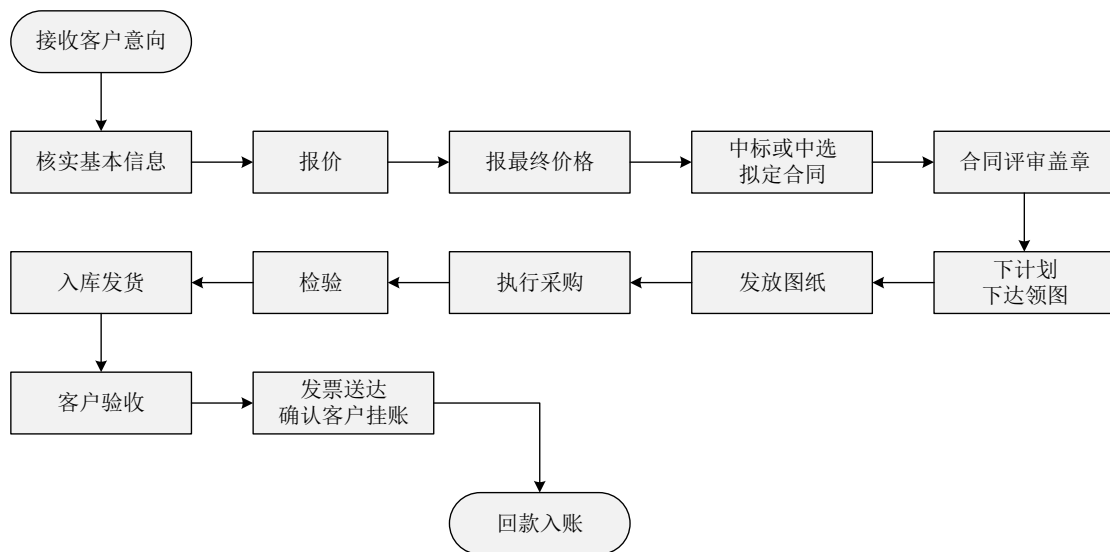 接收客户意向
核实基本信息
报价
报最终价格
中标或中选
拟定合同
合同评审盖章
下计划
下达领图
发放图纸
执行采购
检验
入库发货
客户验收
发票送达
确认客户挂账
回款入账